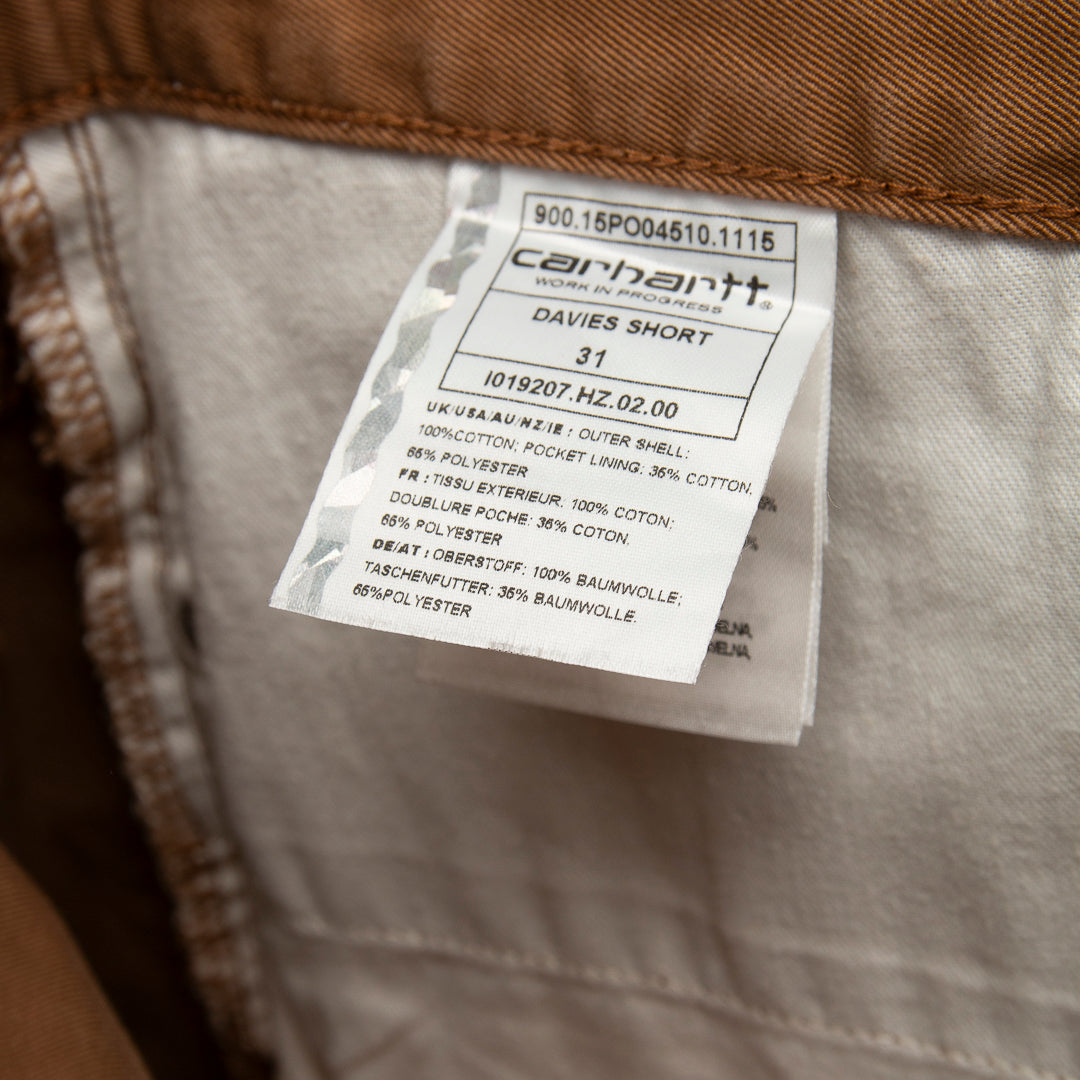 900.15PO04510.1115
carhartt®
WORK IN PROGRESS
DAVIES SHORT
31
I019207.HZ.02.00
UK/USA/AU/NZ/IE : OUTER SHELL:
100%COTTON; POCKET LINING: 35% COTTON,
65% POLYESTER
FR : TISSU EXTERIEUR. 100% COTON;
DOUBLURE POCHE: 35% COTON,
65% POLYESTER
DE/AT : OBERSTOFF: 100% BAUMWOLLE;
TASCHENFUTTER: 35% BAUMWOLLE.
65%POLYESTER